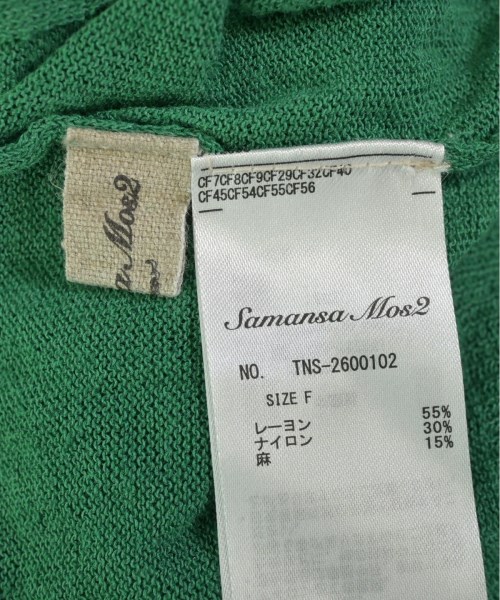 CF7CF8CF9CF29CF32CF40
CF45CF54CF55CF56
Mos2
Samansa Mos2
NO. TNS-2600102
SIZE F
レーヨン 55%
ナイロン 30%
麻 15%